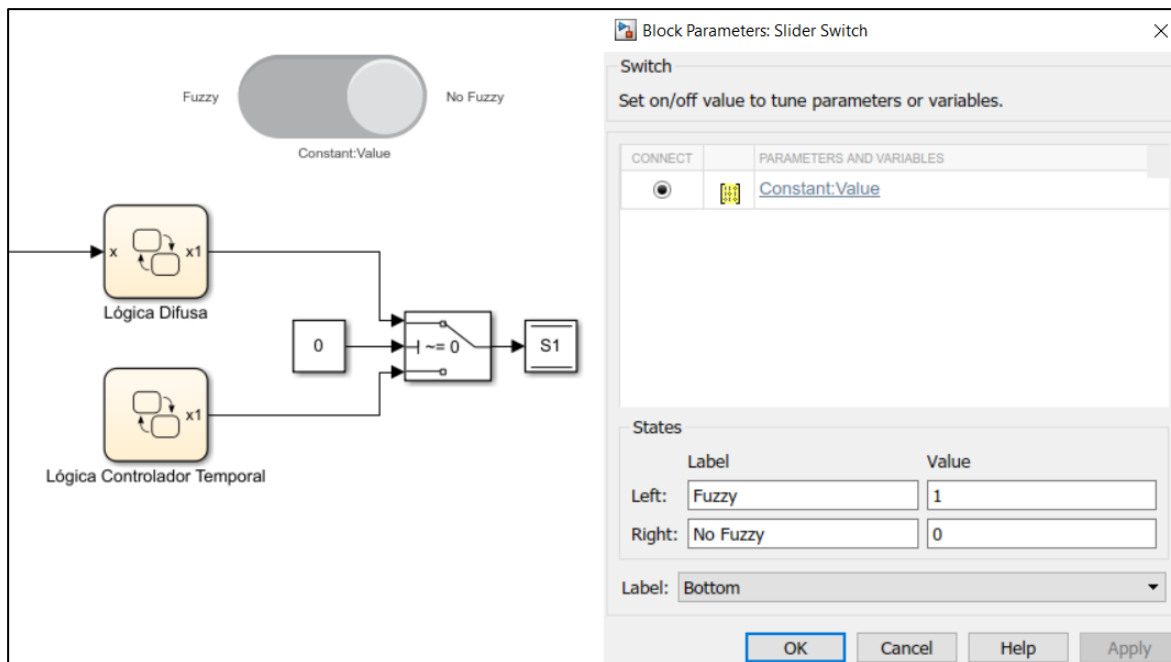 Fuzzy
No Fuzzy
Constant:Value
x
x1
Lógica Difusa
0
~= 0
S1
x1
Lógica Controlador Temporal
Block Parameters: Slider Switch
Switch
Set on/off value to tune parameters or variables.
CONNECT
PARAMETERS AND VARIABLES
Constant:Value
States
Label
Value
Left:
Fuzzy
1
Right:
No Fuzzy
0
Label:
Bottom
OK
Cancel
Help
Apply